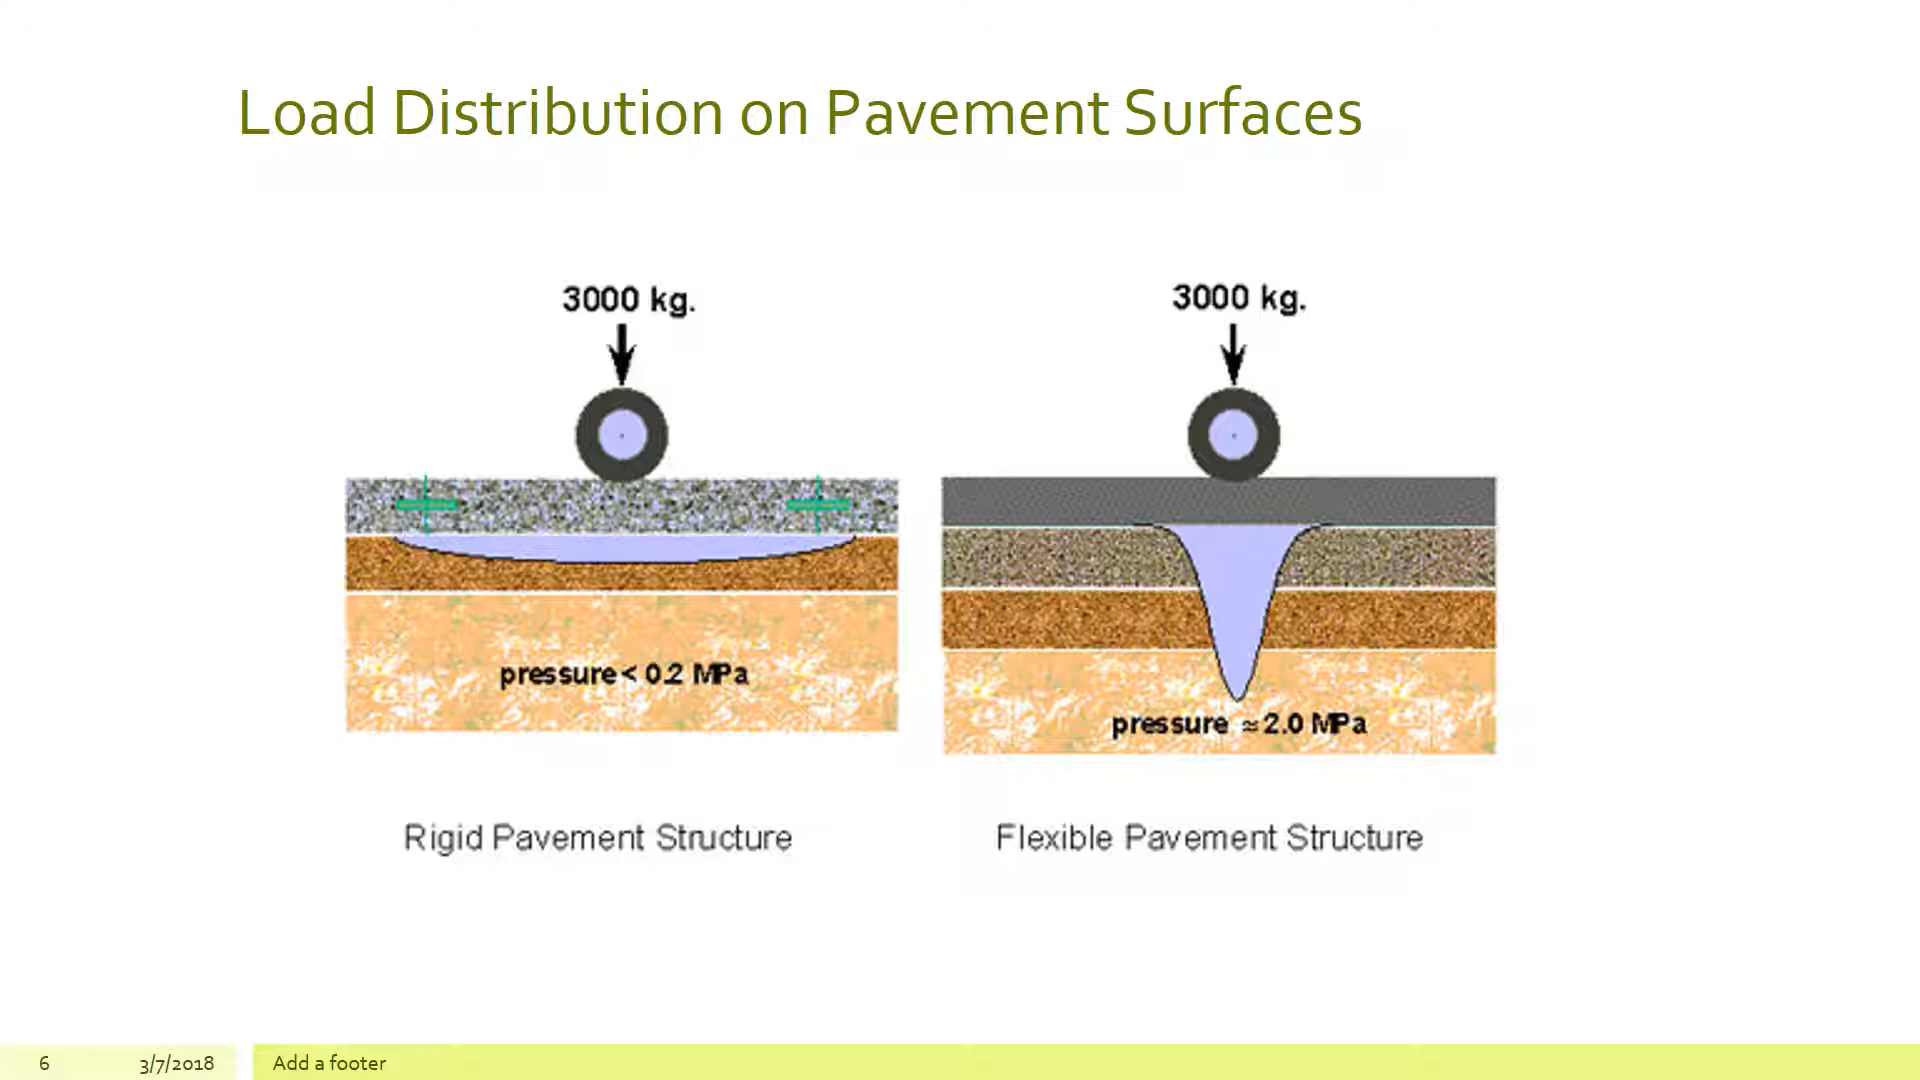 Load Distribution on Pavement Surfaces
3000 kg.
3000 kg.
pressure < 0.2 MPa
pressure ≈ 2.0 MPa
Rigid Pavement Structure
Flexible Pavement Structure
6
3/7/2018
Add a footer